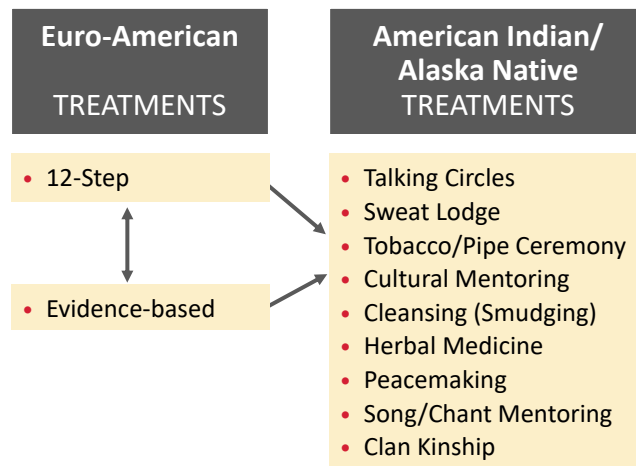 Euro-American
TREATMENTS
American Indian/
Alaska Native
TREATMENTS
• 12-Step
• Evidence-based
• Talking Circles
• Sweat Lodge
• Tobacco/Pipe Ceremony
• Cultural Mentoring
• Cleansing (Smudging)
• Herbal Medicine
• Peacemaking
• Song/Chant Mentoring
• Clan Kinship